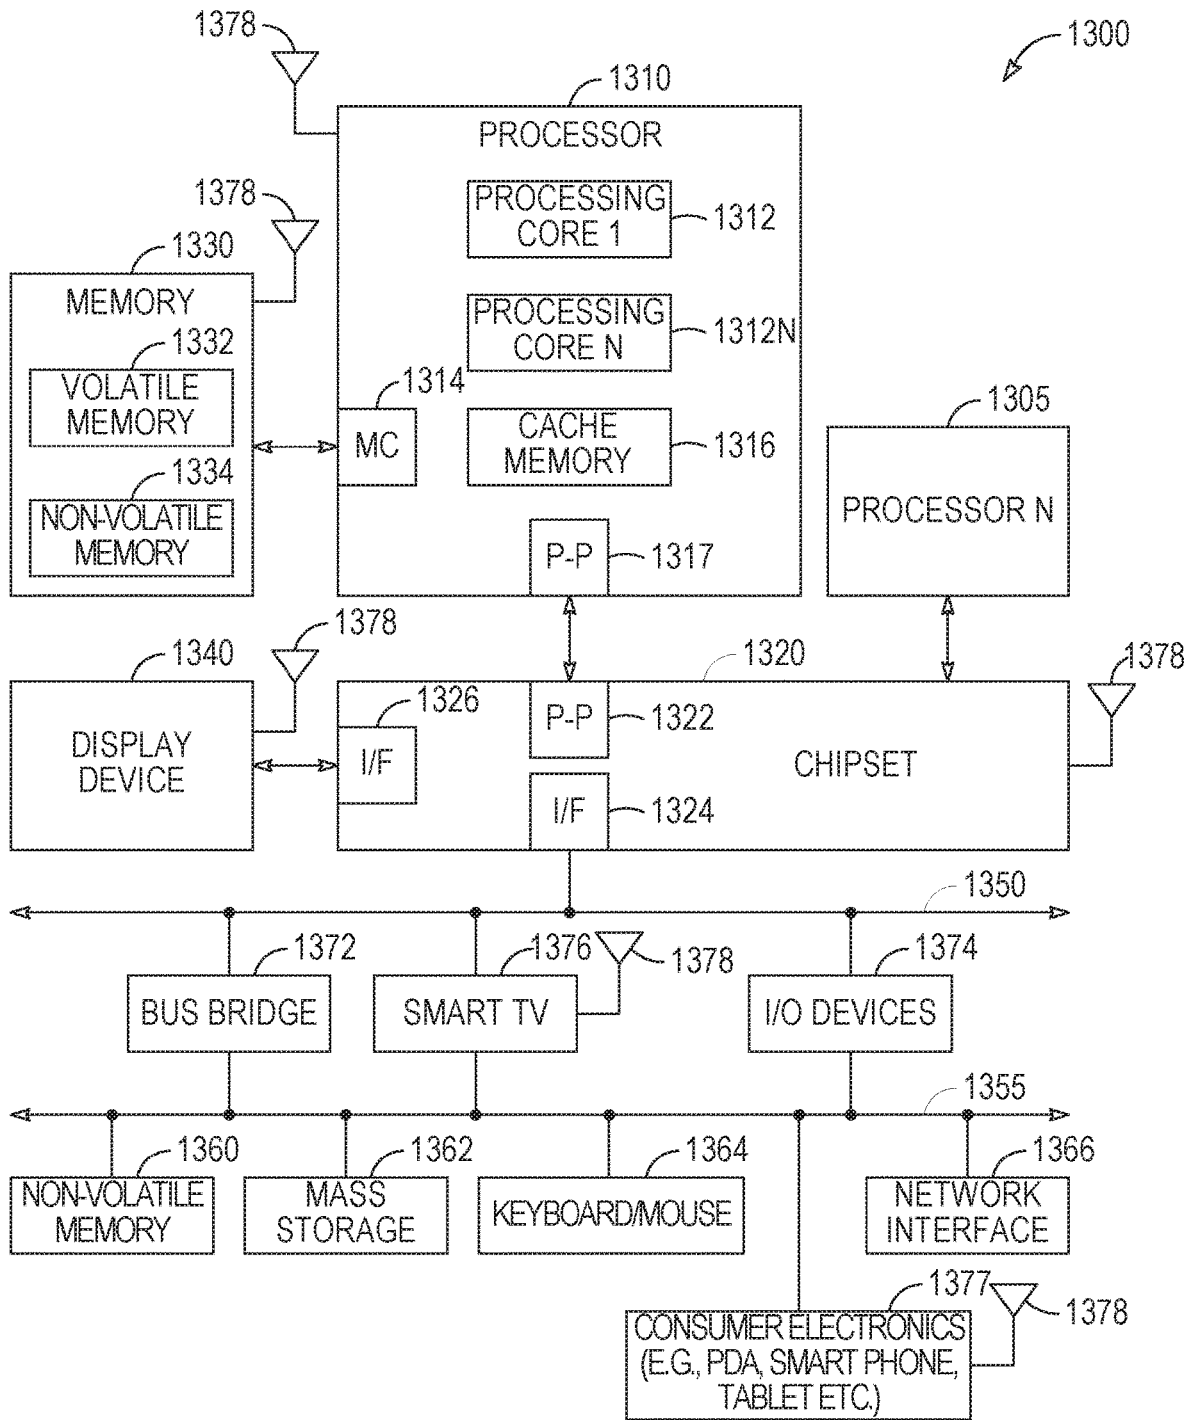 1378
1300
1310
PROCESSOR
PROCESSING
CORE 1
1312
1378
1330
MEMORY
PROCESSING
CORE N
1312N
1332
VOLATILE
MEMORY
1314
MC
CACHE
MEMORY
1316
1305
PROCESSOR N
1334
NON-VOLATILE
MEMORY
P-P
1317
1378
1340
DISPLAY
DEVICE
1320
1378
1326
I/F
P-P
1322
CHIPSET
I/F
1324
1350
1372
BUS BRIDGE
1376
SMART TV
1378
1374
I/O DEVICES
1355
1360
NON-VOLATILE
MEMORY
1362
MASS
STORAGE
1364
KEYBOARD/MOUSE
1366
NETWORK
INTERFACE
1377
1378
CONSUMER ELECTRONICS
(E.G., PDA, SMART PHONE,
TABLET ETC.)